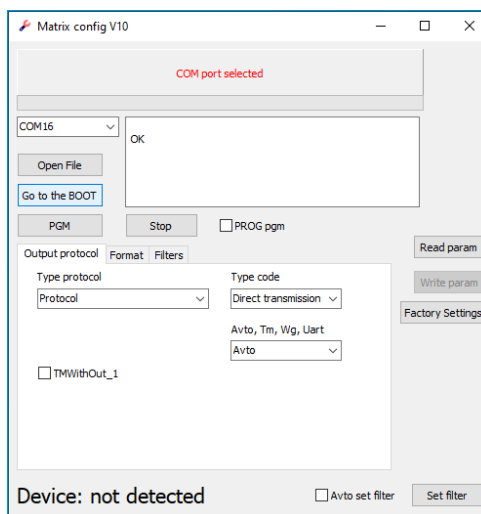 Matrix config V10
COM port selected
COM16
OK
Open File
Go to the BOOT
PGM
Stop
PROG pgm
Read param
Write param
Factory Settings
Output protocol
Format
Filters
Type protocol
Type code
Protocol
Direct transmission
Avto, Tm, Wg, Uart
Avto
TMWithOut_1
Device: not detected
Avto set filter
Set filter